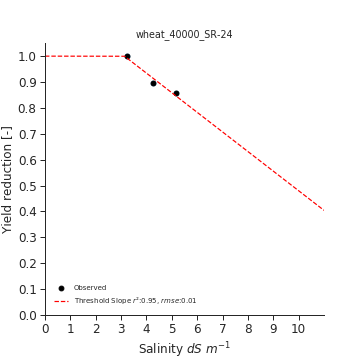 wheat_40000_SR-24
Yield reduction [-]
1.0
0.9
0.8
0.7
0.6
0.5
0.4
0.3
0.2
0.1
0.0
Observed
Threshold Slope r²:0.95, rmse:0.01
0 1 2 3 4 5 6 7 8 9 10
Salinity dS m⁻¹